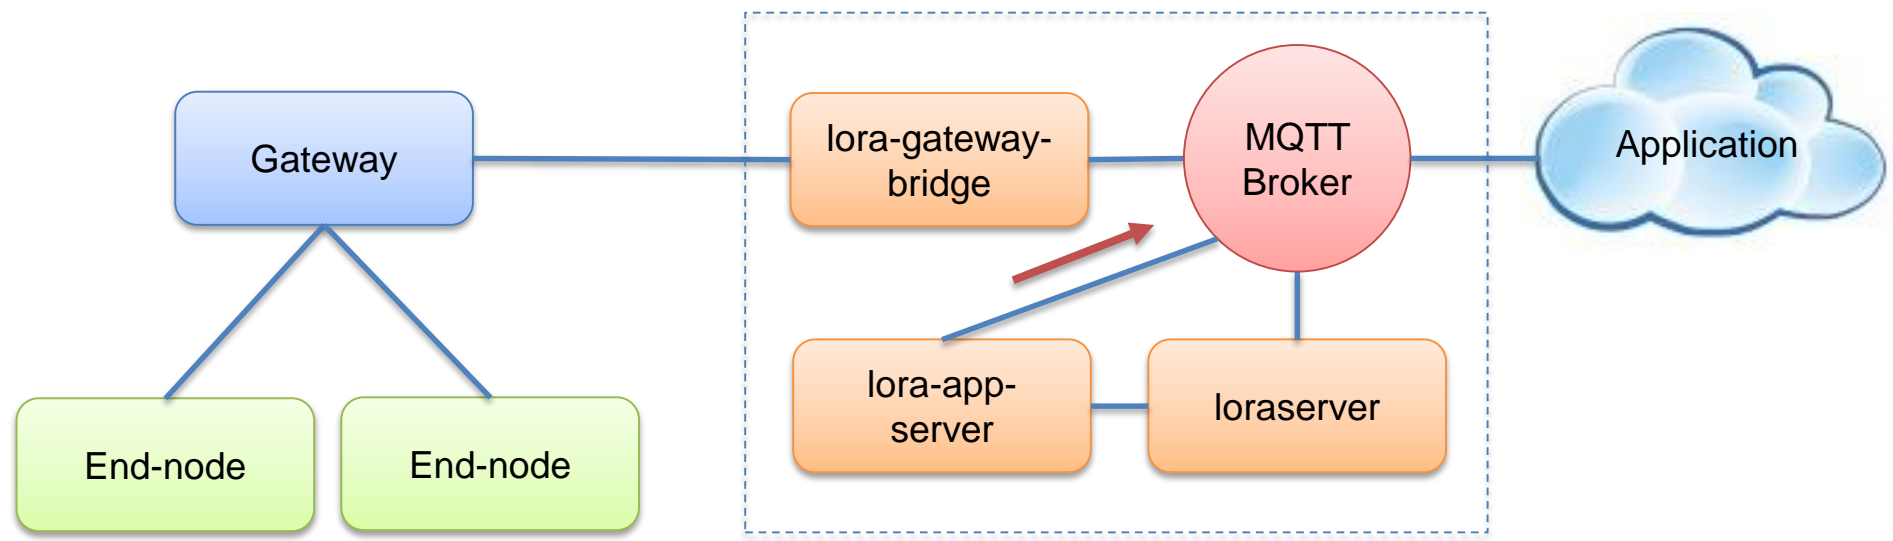 Gateway
lora-gateway-
bridge
MQTT
Broker
Application
End-node
End-node
lora-app-
server
loraserver